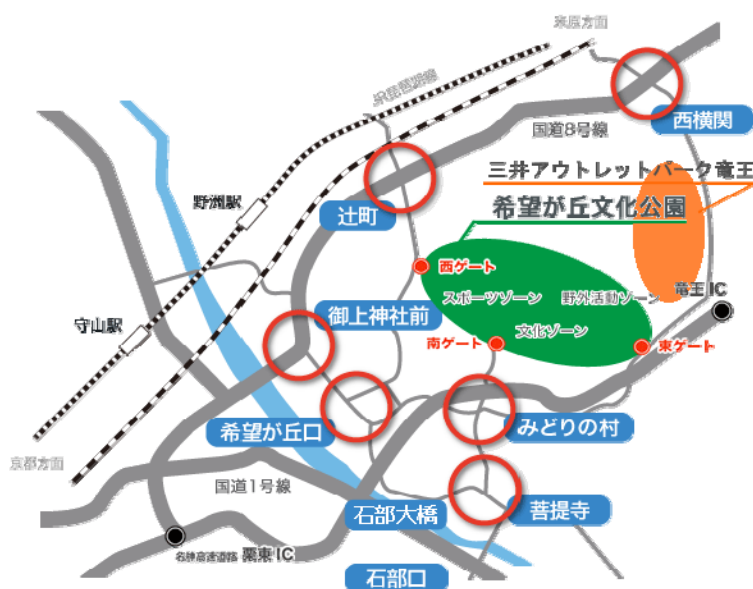 米原方面
JR琵琶湖線
西横関
国道8号線
三井アウトレットパーク竜王
野洲駅
辻町
希望が丘文化公園
西ゲート
スポーツゾーン
野外活動ゾーン
竜王IC
守山駅
御上神社前
文化ゾーン
南ゲート
東ゲート
希望が丘口
みどりの村
京都方面
国道1号線
石部大橋
菩提寺
名神高速道路
栗東IC
石部口